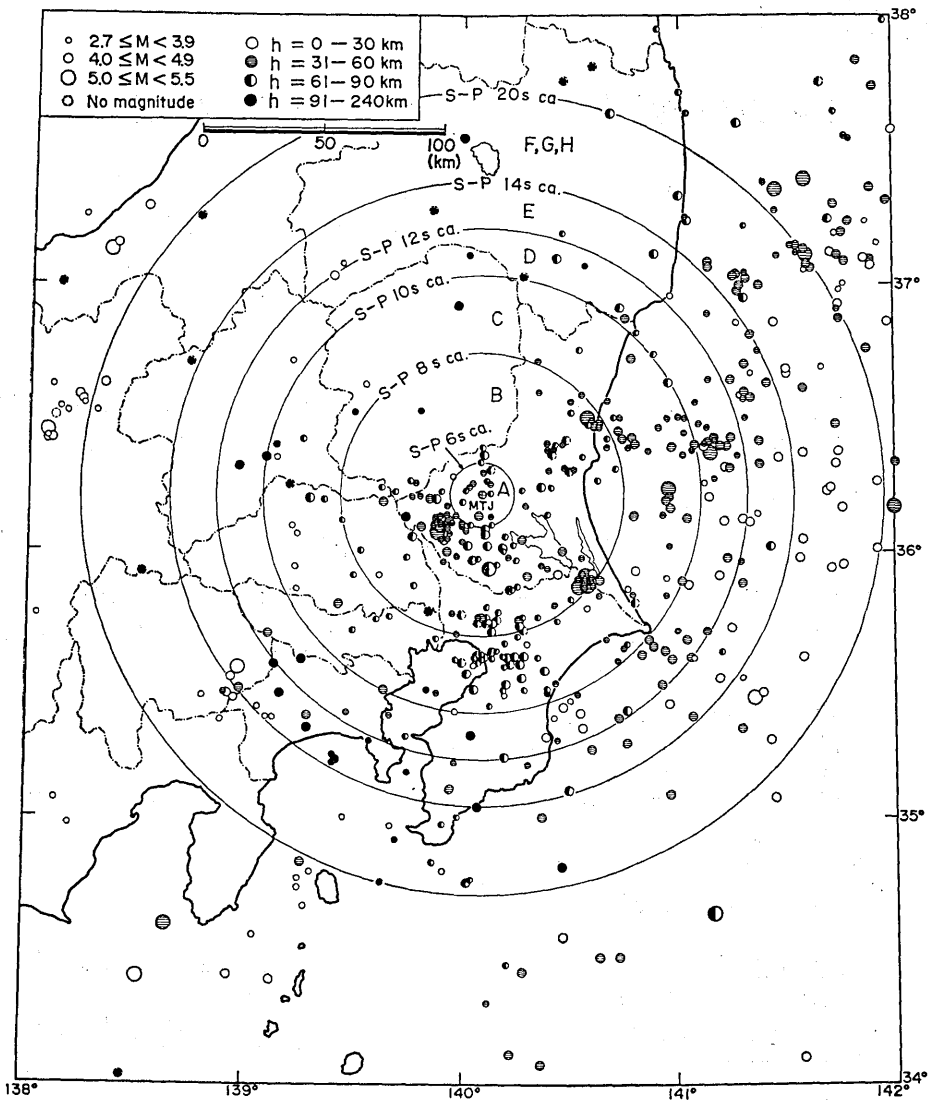 2.7 ≤ M < 3.9
4.0 ≤ M < 4.9
5.0 ≤ M < 5.5
No magnitude
h = 0 – 30 km
h = 31 – 60 km
h = 61 – 90 km
h = 91 – 240 km
0 50 100
(km)
S-P 20s ca.
F, G, H
S-P 14s ca.
E
S-P 12s ca.
D
S-P 10s ca.
C
S-P 8s ca.
B
S-P 6s ca.
A
MTJ
38°
37°
36°
35°
34°
138° 139° 140° 141° 142°